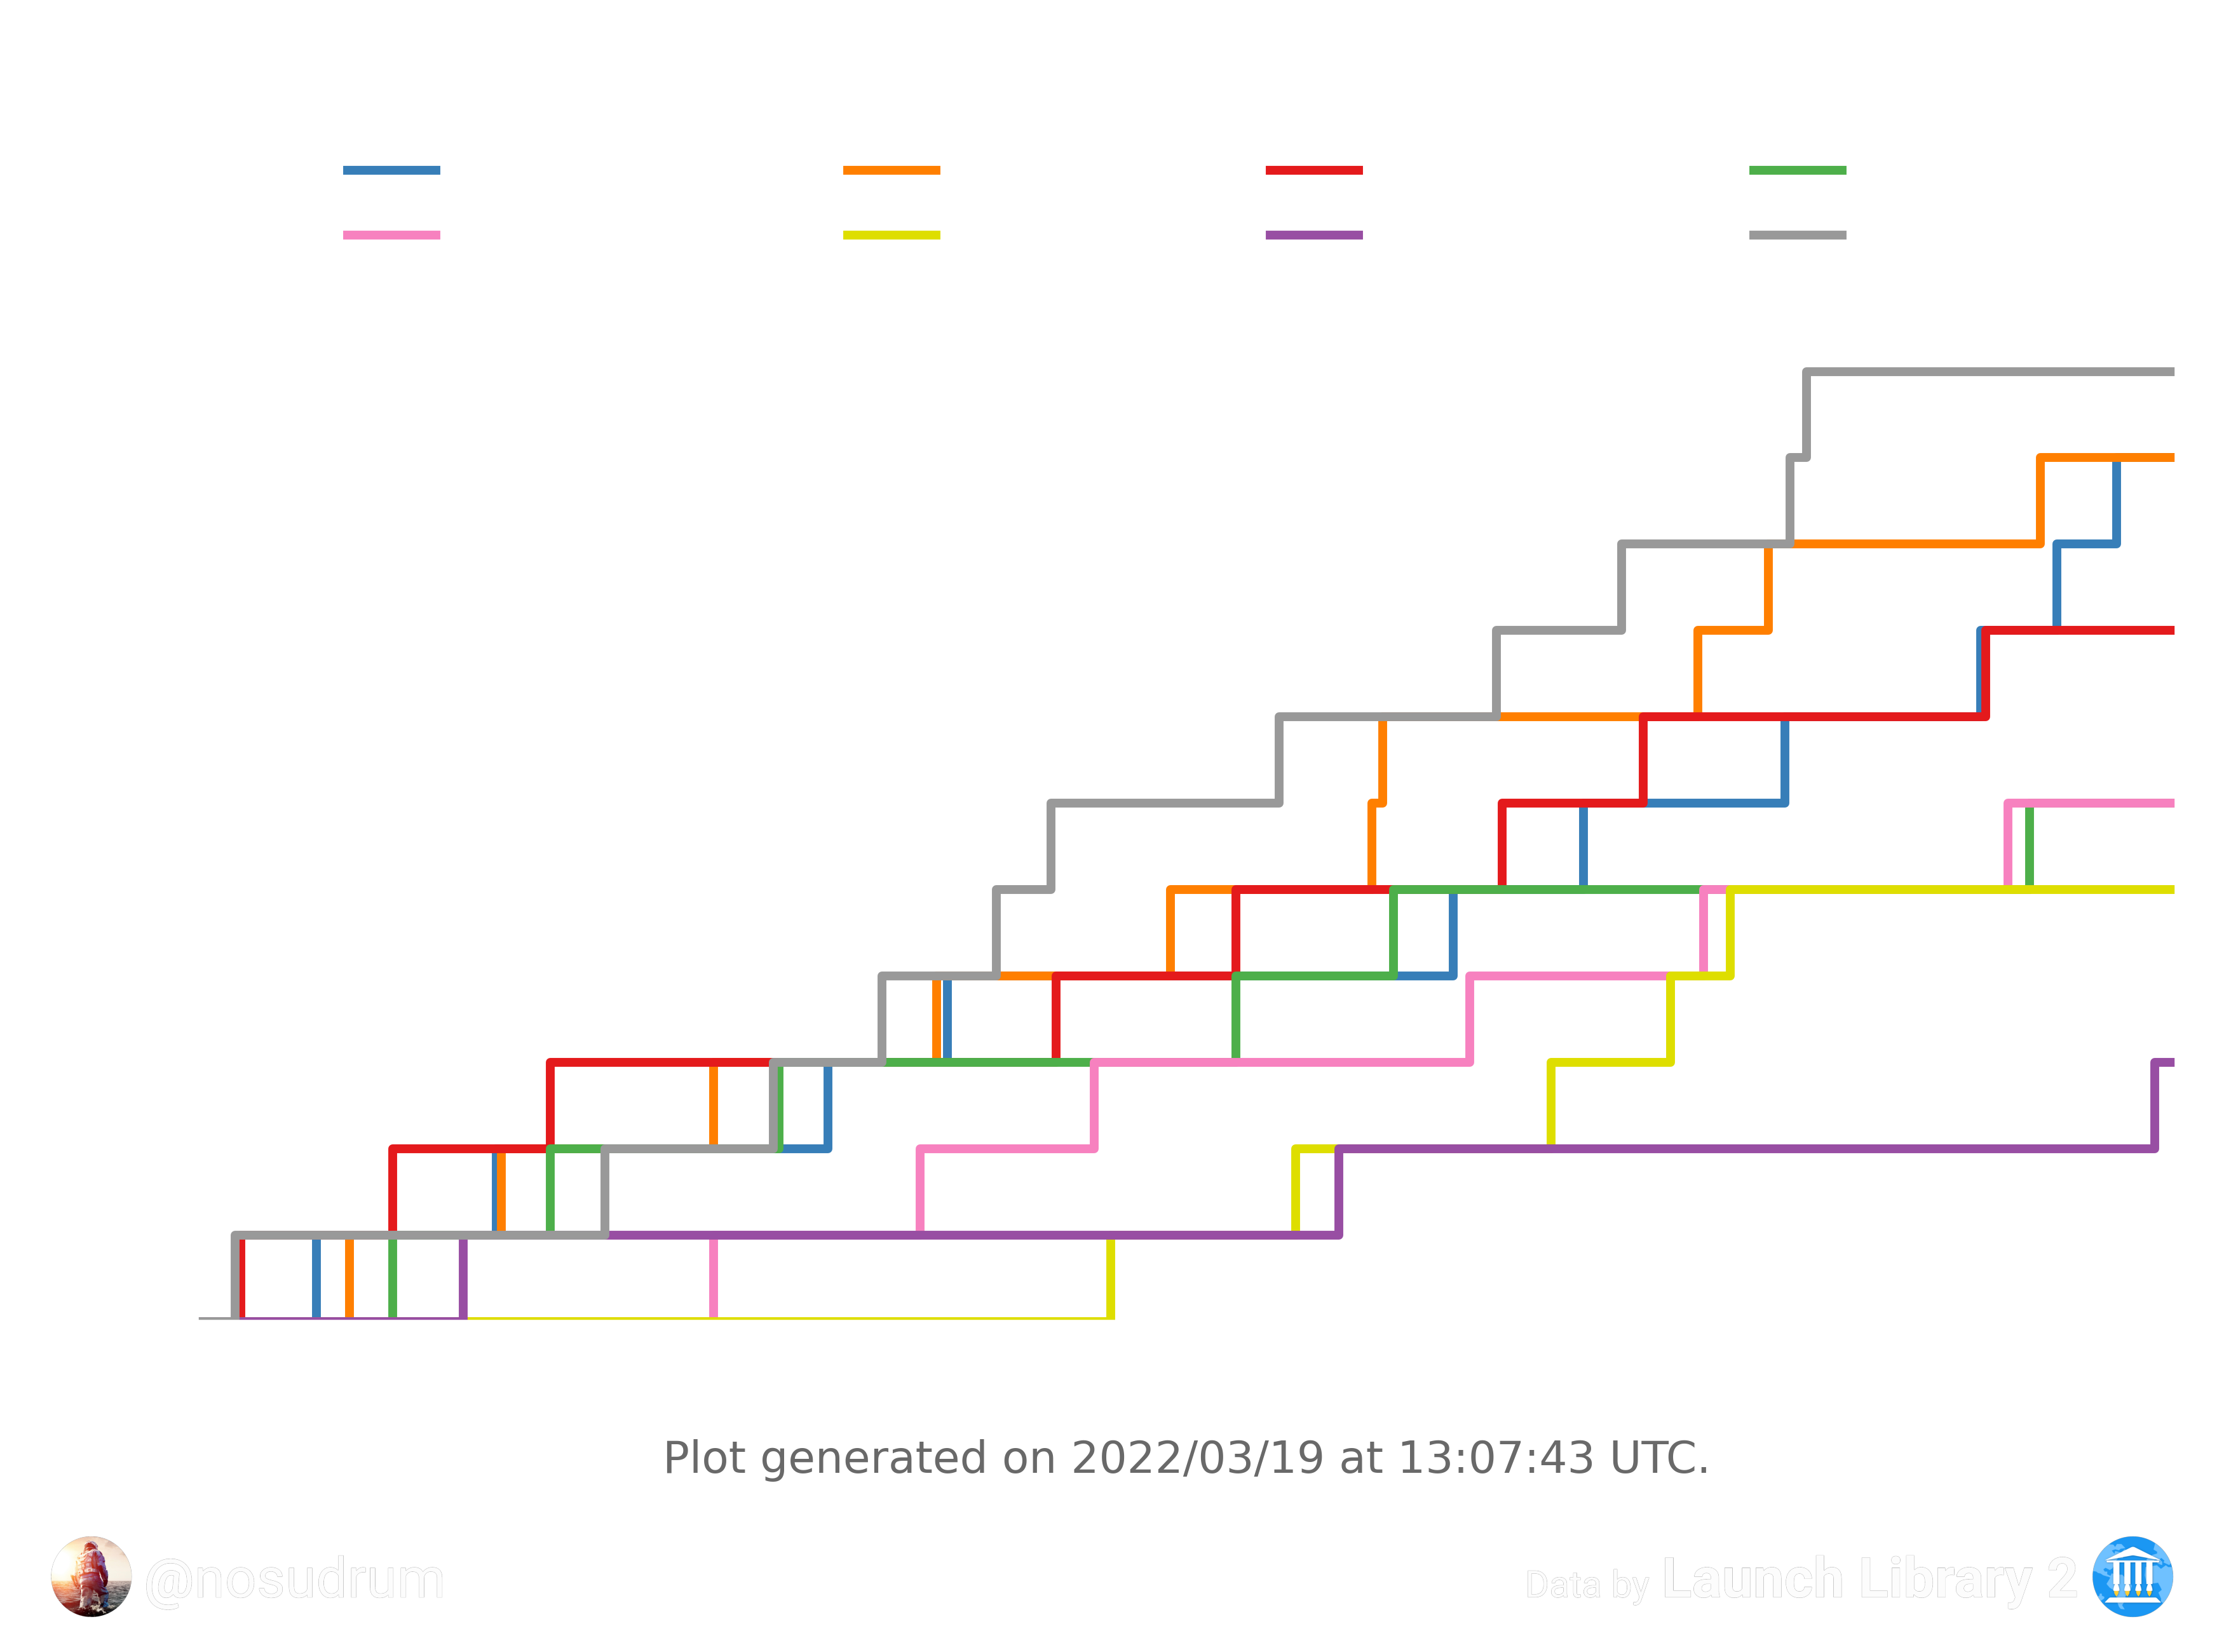 Plot generated on 2022/03/19 at 13:07:43 UTC.
@nosudrum
Data by Launch Library 2